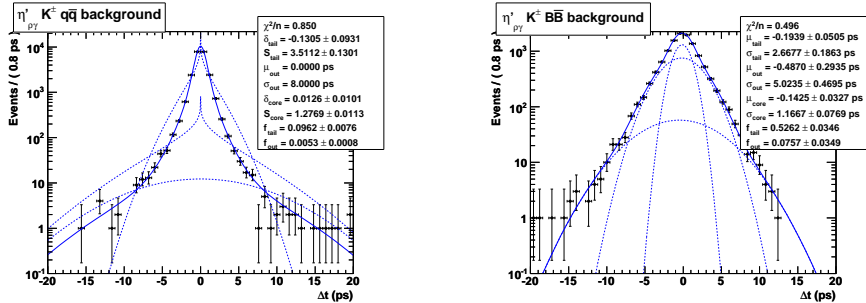 η'ργ K± qq̄ background
χ²/n = 0.850
δtail = -0.1305 ± 0.0931
Stail = 3.5112 ± 0.1301
μout = 0.0000 ps
σout = 8.0000 ps
δcore = 0.0126 ± 0.0101
Score = 1.2769 ± 0.0113
ftail = 0.0962 ± 0.0076
fout = 0.0053 ± 0.0008
Events / ( 0.8 ps
10⁴
10³
10²
10
1
10⁻¹
-20 -15 -10 -5 0 5 10 15 20
Δt (ps)
η'ργ K± BB̄ background
χ²/n = 0.496
μtail = -0.1939 ± 0.0505 ps
σtail = 2.6677 ± 0.1863 ps
μout = -0.4870 ± 0.2935 ps
σout = 5.0235 ± 0.4695 ps
μcore = -0.1425 ± 0.0327 ps
σcore = 1.1667 ± 0.0769 ps
ftail = 0.5262 ± 0.0346
fout = 0.0757 ± 0.0349
Events / ( 0.8 ps
10³
10²
10
1
10⁻¹
-20 -15 -10 -5 0 5 10 15 20
Δt (ps)